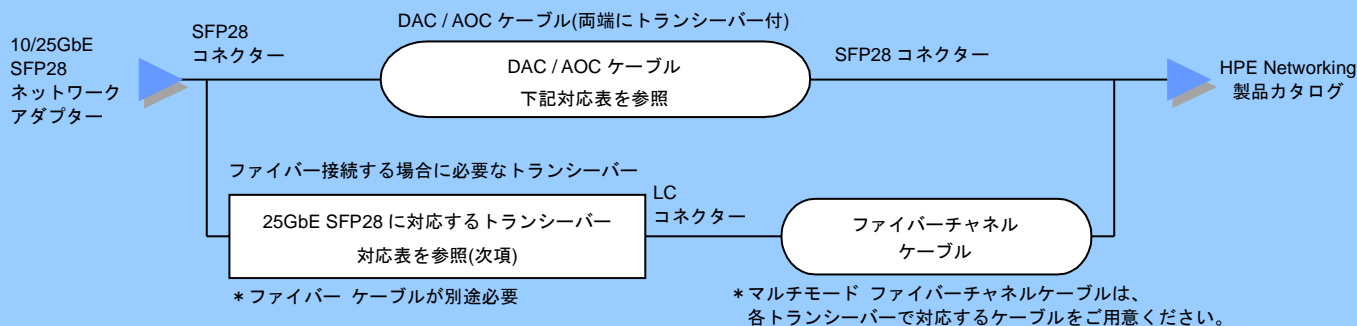 10/25GbE
SFP28
ネットワーク
アダプター
SFP28
コネクター
DAC / AOC ケーブル(両端にトランシーバー付)
DAC / AOC ケーブル
下記対応表を参照
SFP28 コネクター
HPE Networking
製品カタログ
ファイバー接続する場合に必要なトランシーバー
25GbE SFP28 に対応するトランシーバー
対応表を参照(次項)
＊ファイバー ケーブルが別途必要
LC
コネクター
ファイバーチャネル
ケーブル
＊マルチモード ファイバーチャネルケーブルは、
各トランシーバーで対応するケーブルをご用意ください。